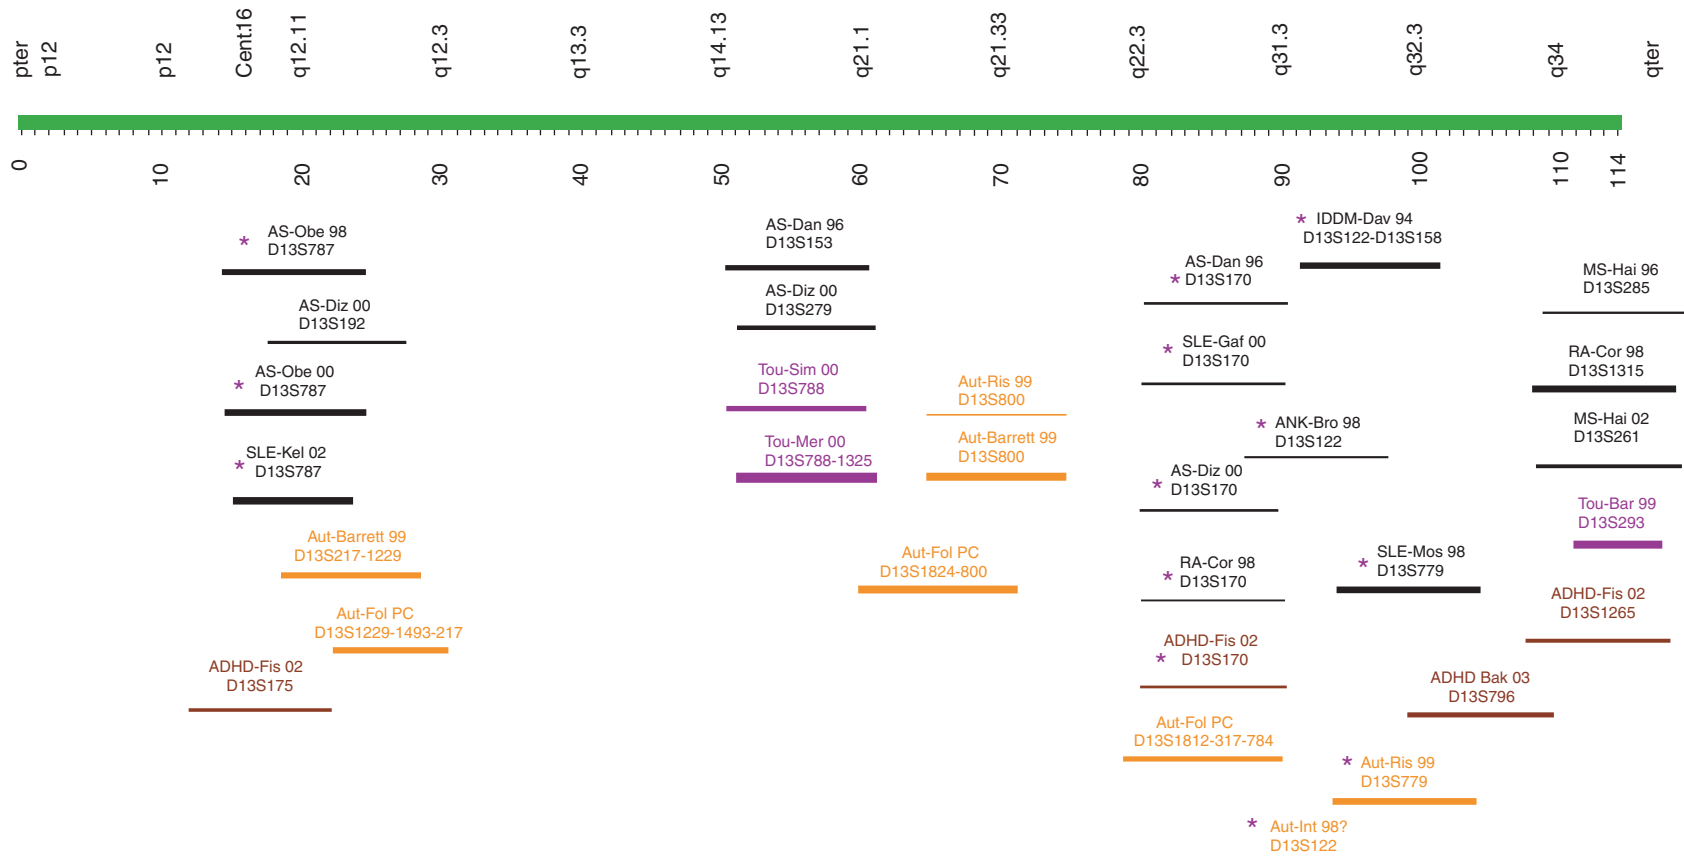 pter
p12
p12
Cent.16
q12.11
q12.3
q13.3
q14.13
q21.1
q21.33
q22.3
q31.3
q32.3
q34
qter
0
10
20
30
40
50
60
70
80
90
100
110
114
* AS-Obe 98
D13S787
AS-Diz 00
D13S192
* AS-Obe 00
D13S787
* SLE-Kel 02
D13S787
Aut-Barrett 99
D13S217-1229
Aut-Fol PC
D13S1229-1493-217
ADHD-Fis 02
D13S175
AS-Dan 96
D13S153
AS-Diz 00
D13S279
Tou-Sim 00
D13S788
Tou-Mer 00
D13S788-1325
Aut-Ris 99
D13S800
Aut-Barrett 99
D13S800
Aut-Fol PC
D13S1824-800
* IDDM-Dav 94
D13S122-D13S158
AS-Dan 96
* D13S170
* SLE-Gaf 00
D13S170
* ANK-Bro 98
D13S122
AS-Diz 00
* D13S170
RA-Cor 98
* D13S170
* SLE-Mos 98
D13S779
ADHD-Fis 02
* D13S170
Aut-Fol PC
D13S1812-317-784
ADHD Bak 03
D13S796
* Aut-Ris 99
D13S779
* Aut-Int 98?
D13S122
MS-Hai 96
D13S285
RA-Cor 98
D13S1315
MS-Hai 02
D13S261
Tou-Bar 99
D13S293
ADHD-Fis 02
D13S1265